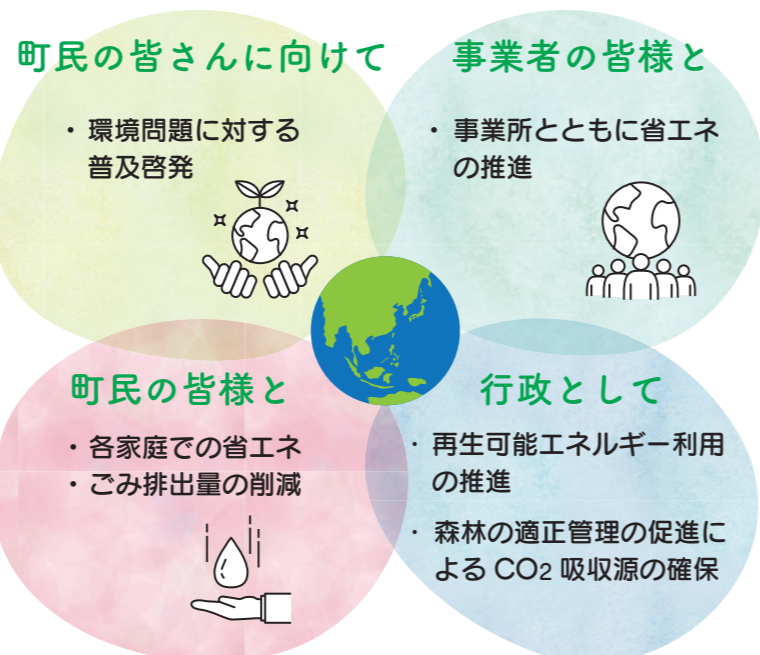 町民の皆さんに向けて
・ 環境問題に対する
普及啓発
事業者の皆様と
・ 事業所とともに省エネ
の推進
町民の皆様と
・ 各家庭での省エネ
・ ごみ排出量の削減
行政として
・ 再生可能エネルギー利用
の推進
・ 森林の適正管理の促進に
よる CO2 吸収源の確保